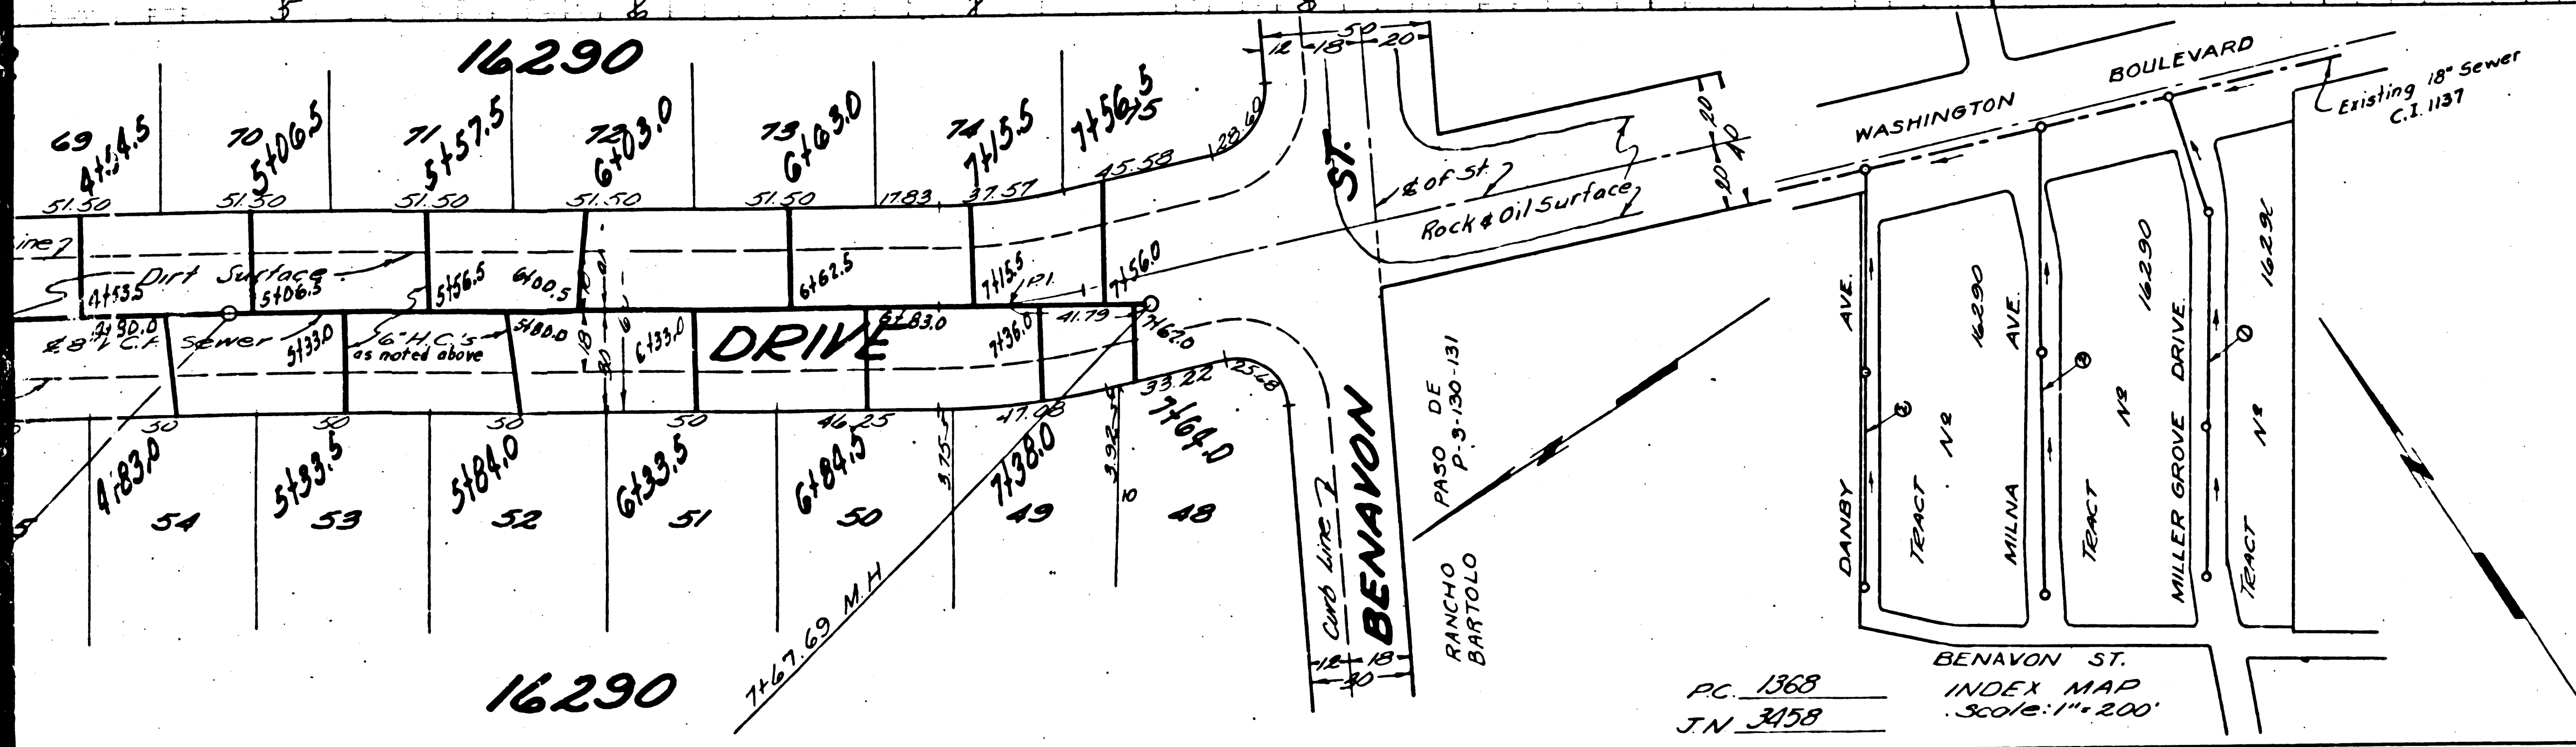 5
6
7
8
16290
69
4+54.5
70
5+06.5
71
5+57.5
72
6+03.0
73
6+63.0
74
7+15.5
75
7+56.5
51.50
51.50
51.50
51.50
51.50
17.83
37.57
45.58
28.60
50
12
18
20
ST.
℄ of St.
Rock & Oil Surface
20
20
40
Dirt Surface
4+53.5
5+06.5
5+56.5
6+00.5
6+62.5
7+15.5
P.I.
7+56.0
41.79
Sewer
5+33.0
6" H.C.'s
as noted above
5+80.0
18
30
60
6+33.0
DRIVE
6+83.0
7+36.0
7+62.0
50
50
50
50
46.25
3.75
47.08
3.92
33.22
25.68
4+83.0
5+33.5
5+84.0
6+33.5
6+84.5
7+38.0
7+64.0
54
53
52
51
50
49
10
48
7+67.69 M.H
16290
Curb Line
BENAVON
12
18
30
RANCHO PASO DE
BARTOLO P-3-130-131
WASHINGTON BOULEVARD
Existing 18" Sewer
C.I. 1137
DANBY AVE.
TRACT Nº 16290
MILNA AVE.
TRACT Nº 16290
MILLER GROVE DRIVE
TRACT Nº 16290
BENAVON ST.
INDEX MAP
Scale: 1"=200'
P.C. 1368
J.N 3458